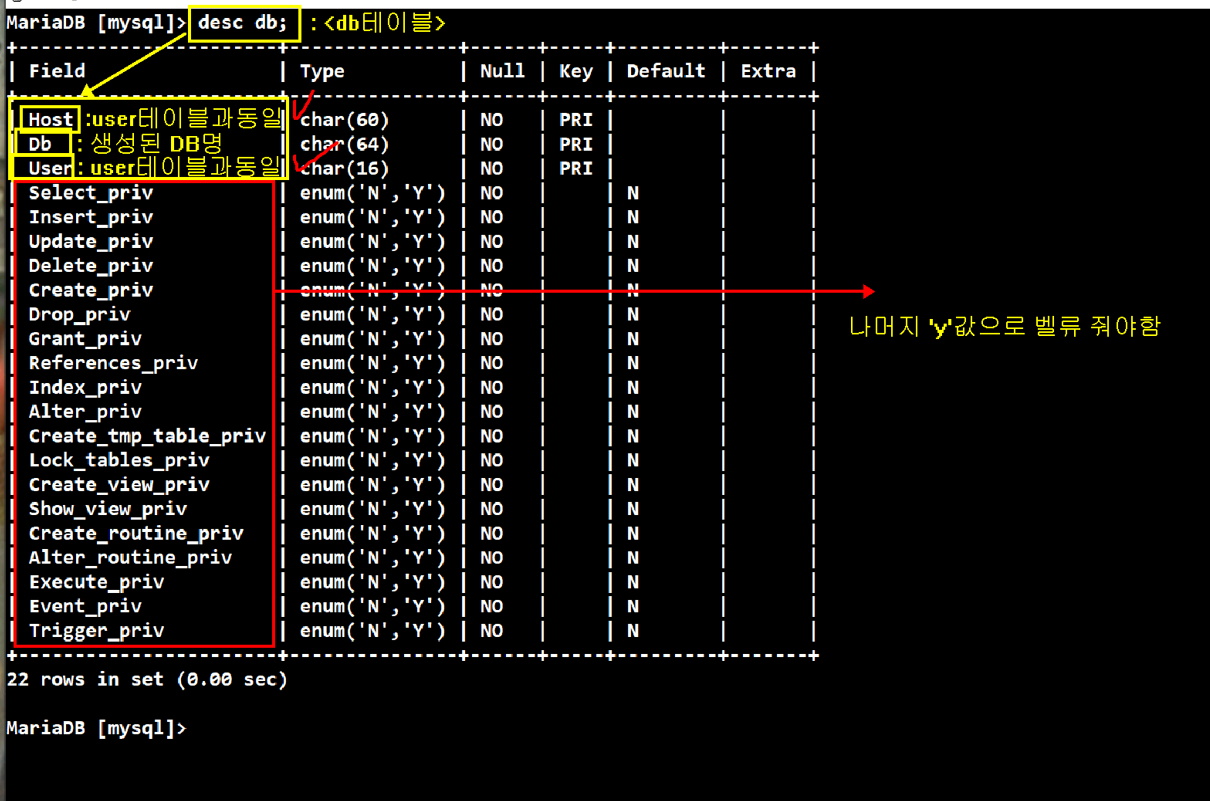 MariaDB [mysql]> desc db; : <db테이블>
+------------------------+---------------+------+-----+---------+-------+
| Field | Type | Null | Key | Default | Extra |
+------------------------+---------------+------+-----+---------+-------+
| Host :user테이블과동일 | char(60) | NO | PRI | | |
| Db : 생성된 DB명 | char(64) | NO | PRI | | |
| User : user테이블과동일 | char(16) | NO | PRI | | |
| Select_priv | enum('N','Y') | NO | | N | |
| Insert_priv | enum('N','Y') | NO | | N | |
| Update_priv | enum('N','Y') | NO | | N | |
| Delete_priv | enum('N','Y') | NO | | N | |
| Create_priv | enum('N','Y') | NO | | N | |
| Drop_priv | enum('N','Y') | NO | | N | |
나머지 'y'값으로 벨류 줘야함
| Grant_priv | enum('N','Y') | NO | | N | |
| References_priv | enum('N','Y') | NO | | N | |
| Index_priv | enum('N','Y') | NO | | N | |
| Alter_priv | enum('N','Y') | NO | | N | |
| Create_tmp_table_priv | enum('N','Y') | NO | | N | |
| Lock_tables_priv | enum('N','Y') | NO | | N | |
| Create_view_priv | enum('N','Y') | NO | | N | |
| Show_view_priv | enum('N','Y') | NO | | N | |
| Create_routine_priv | enum('N','Y') | NO | | N | |
| Alter_routine_priv | enum('N','Y') | NO | | N | |
| Execute_priv | enum('N','Y') | NO | | N | |
| Event_priv | enum('N','Y') | NO | | N | |
| Trigger_priv | enum('N','Y') | NO | | N | |
+------------------------+---------------+------+-----+---------+-------+
22 rows in set (0.00 sec)
MariaDB [mysql]>